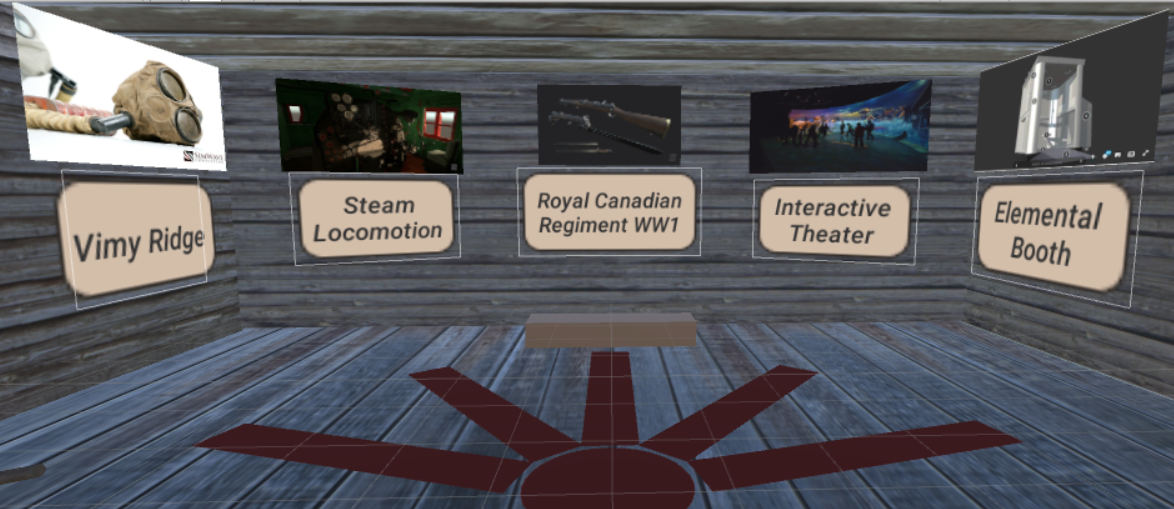 Vimy Ridge
Steam
Locomotion
Royal Canadian
Regiment WW1
Interactive
Theater
Elemental
Booth